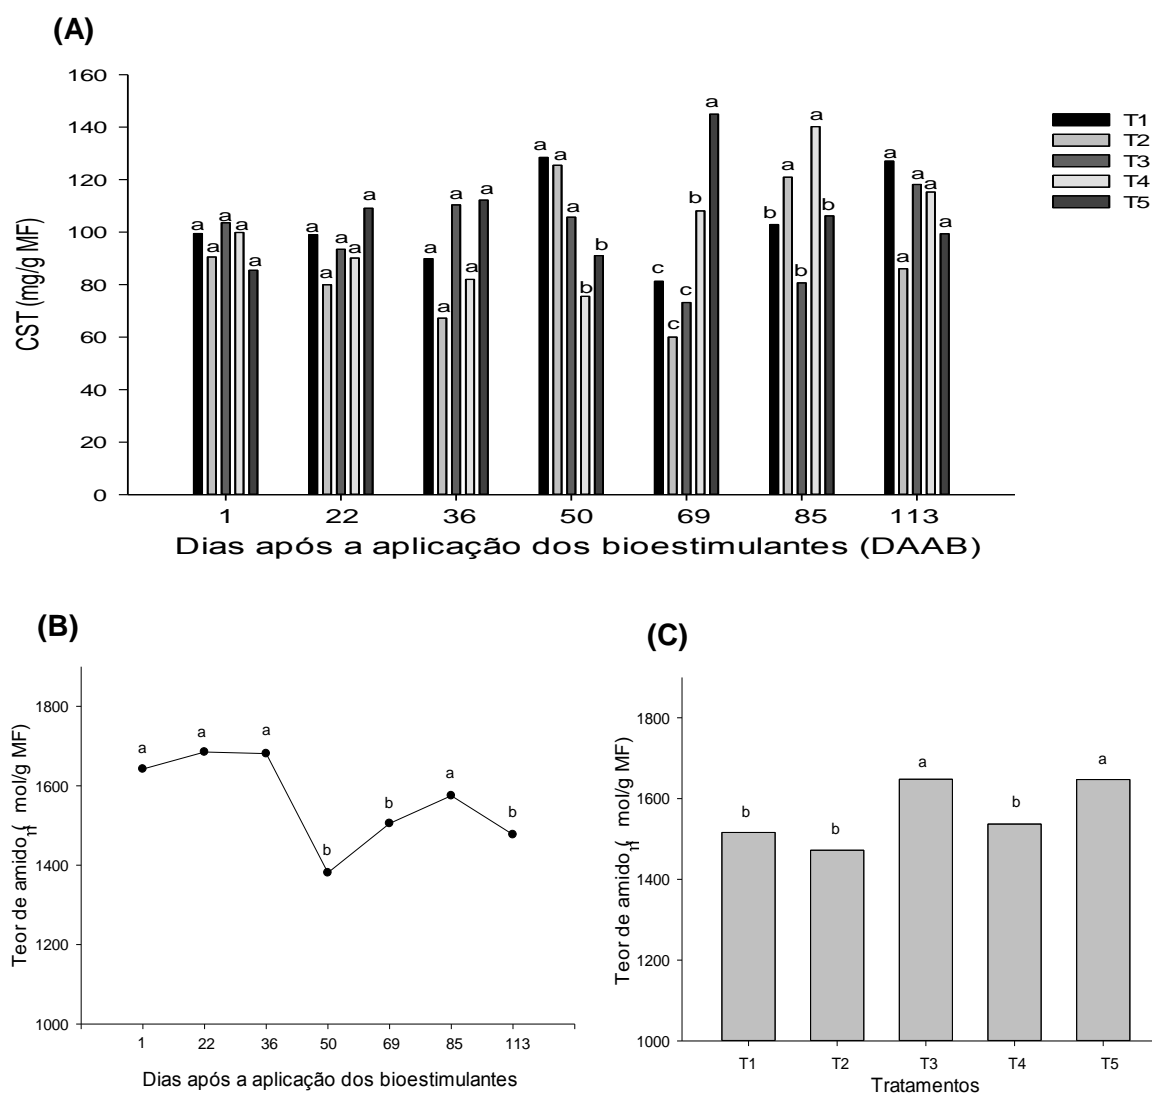 (A)
160
140
120
100
80
60
40
20
0
CST (mg/g MF)
a a a a a
a a a a a
a a a a a
a a a b b
c c c b a
b a b a b
a a a a a
1 22 36 50 69 85 113
Dias após a aplicação dos bioestimulantes (DAAB)
T1
T2
T3
T4
T5
(B)
1800
1600
1400
1200
1000
Teor de amido ( mol/g MF)
a a a b b a b
1 22 36 50 69 85 113
Dias após a aplicação dos bioestimulantes
(C)
1800
1600
1400
1200
1000
Teor de amido ( mol/g MF)
b b a b a
T1 T2 T3 T4 T5
Tratamentos